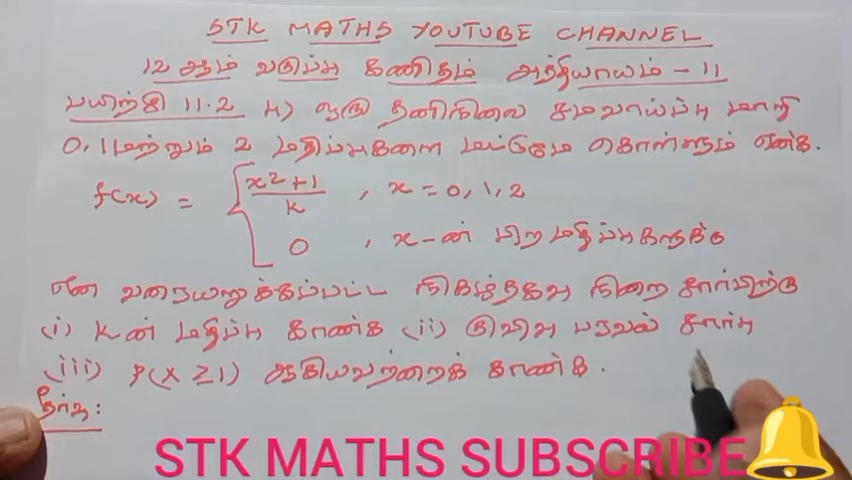 STK MATHS YOUTUBE CHANNEL
12 ஆம் வகுப்பு கணிதம் அத்தியாயம் - 11
பயிற்சி 11.2 4) ஒரு தனிநிலை சமவாய்ப்பு மாறி
0, 1 மற்றும் 2 மதிப்புகளை மட்டுமே கொள்ளும் என்க.
f(x) = { x²+1 / k , x = 0, 1, 2
0 , x-ன் பிற மதிப்புகளுக்கு
என வரையறுக்கப்பட்ட நிகழ்தகவு நிறை சார்பிற்கு
(i) k ன் மதிப்பு காண்க (ii) குவிவு பரவல் சார்பு
(iii) P(X ≥ 1) ஆகியவற்றைக் காண்க.
தீர்வு:
STK MATHS SUBSCRIBE